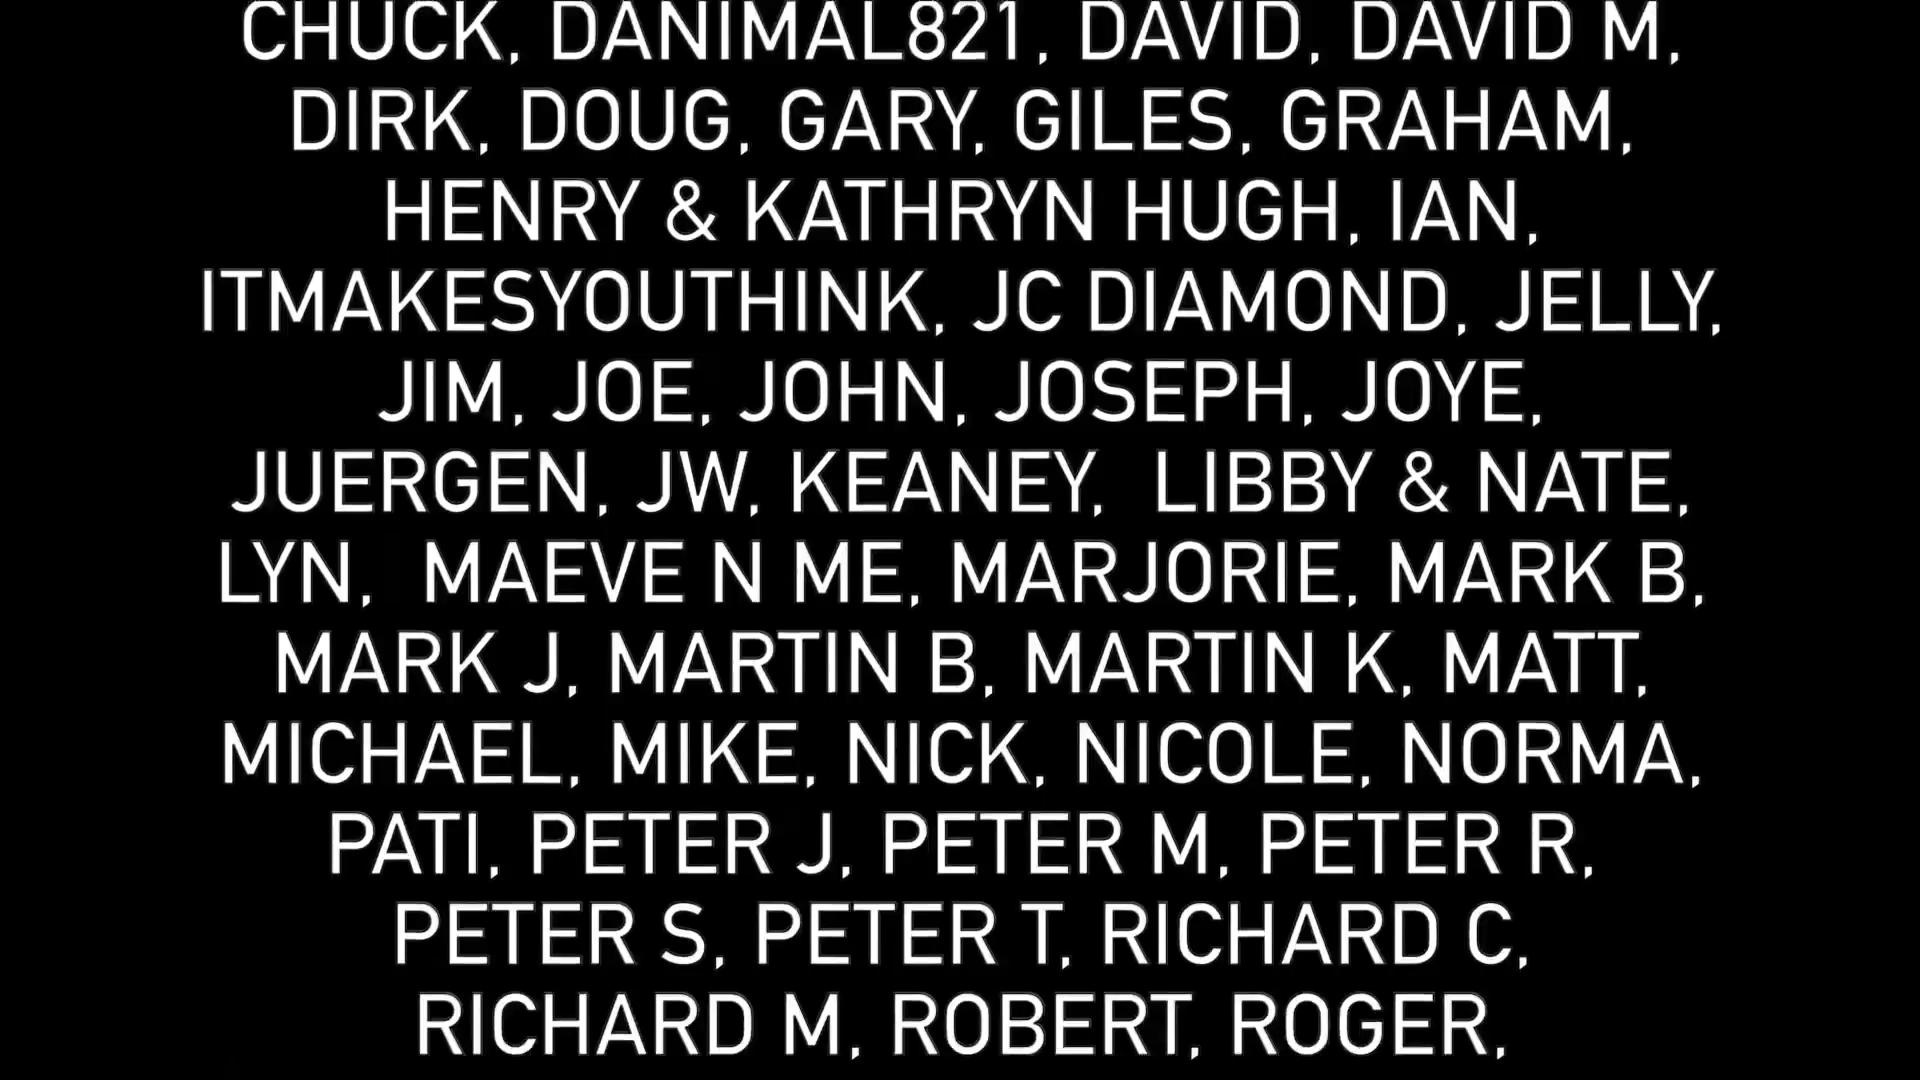 CHUCK, DANIMAL821, DAVID, DAVID M,
DIRK, DOUG, GARY, GILES, GRAHAM,
HENRY & KATHRYN HUGH, IAN,
ITMAKESYOUTHINK, JC DIAMOND, JELLY,
JIM, JOE, JOHN, JOSEPH, JOYE,
JUERGEN, JW, KEANEY,  LIBBY & NATE,
LYN,  MAEVE N ME, MARJORIE, MARK B,
MARK J, MARTIN B, MARTIN K, MATT,
MICHAEL, MIKE, NICK, NICOLE, NORMA,
PATI, PETER J, PETER M, PETER R,
PETER S, PETER T, RICHARD C,
RICHARD M, ROBERT, ROGER,